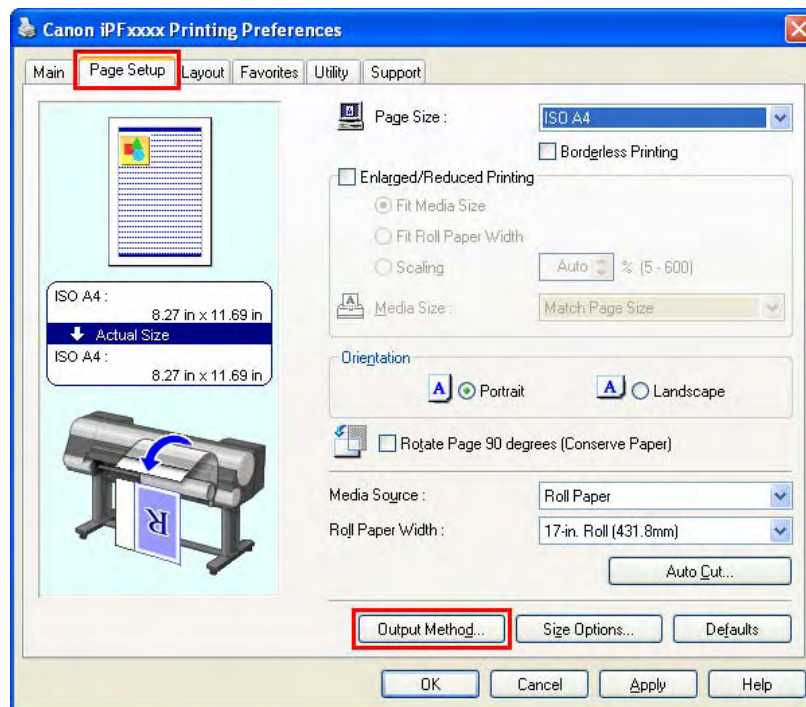 Canon iPFxxxx Printing Preferences
Main Page Setup Layout Favorites Utility Support
Page Size : ISO A4
Borderless Printing
Enlarged/Reduced Printing
Fit Media Size
Fit Roll Paper Width
Scaling Auto % (5 - 600)
Media Size : Match Page Size
ISO A4 :
8.27 in x 11.69 in
Actual Size
ISO A4 :
8.27 in x 11.69 in
Orientation
A Portrait A Landscape
Rotate Page 90 degrees (Conserve Paper)
R
Media Source : Roll Paper
Roll Paper Width : 17-in. Roll (431.8mm)
Auto Cut...
Output Method... Size Options... Defaults
OK Cancel Apply Help